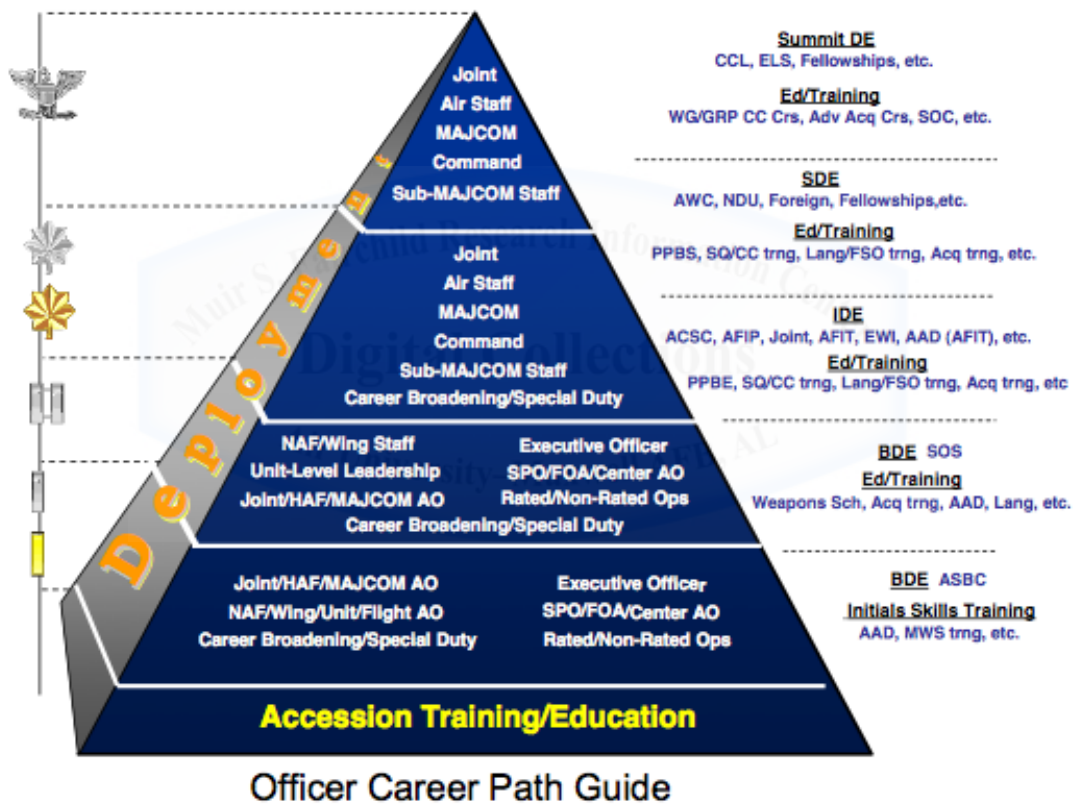 Summit DE
CCL, ELS, Fellowships, etc.
Ed/Training
WG/GRP CC Crs, Adv Acq Crs, SOC, etc.
Joint
Air Staff
MAJCOM
Command
Sub-MAJCOM Staff
SDE
AWC, NDU, Foreign, Fellowships,etc.
Ed/Training
PPBS, SQ/CC trng, Lang/FSO trng, Acq trng, etc.
Joint
Air Staff
MAJCOM
Command
Sub-MAJCOM Staff
Career Broadening/Special Duty
IDE
ACSC, AFIP, Joint, AFIT, EWI, AAD (AFIT), etc.
Ed/Training
PPBE, SQ/CC trng, Lang/FSO trng, Acq trng, etc
NAF/Wing Staff Executive Officer
Unit-Level Leadership SPO/FOA/Center AO
Joint/HAF/MAJCOM AO Rated/Non-Rated Ops
Career Broadening/Special Duty
BDE SOS
Ed/Training
Weapons Sch, Acq trng, AAD, Lang, etc.
Joint/HAF/MAJCOM AO Executive Officer
NAF/Wing/Unit/Flight AO SPO/FOA/Center AO
Career Broadening/Special Duty Rated/Non-Rated Ops
BDE ASBC
Initials Skills Training
AAD, MWS trng, etc.
Deployment
Accession Training/Education
Officer Career Path Guide
Digital Collections